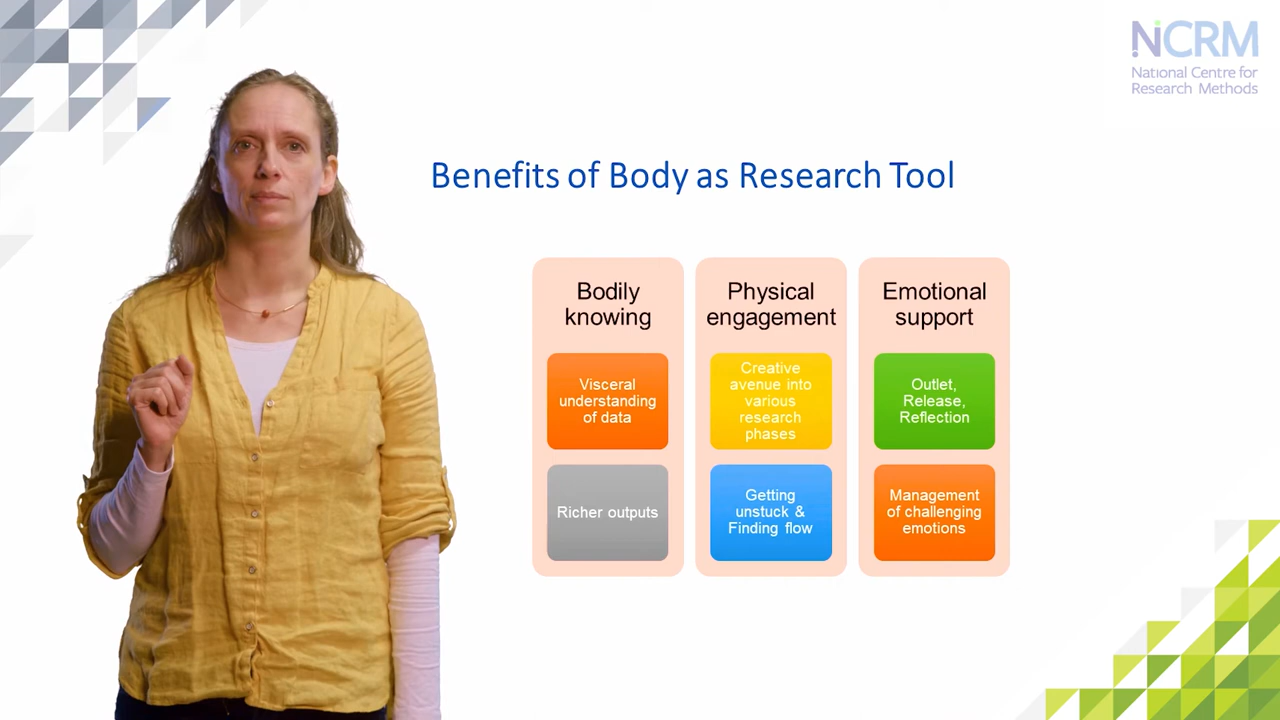 NCRM
National Centre for
Research Methods
Benefits of Body as Research Tool
Bodily
knowing
Visceral
understanding
of data
Richer outputs
Physical
engagement
Creative
avenue into
various
research
phases
Getting
unstuck &
Finding flow
Emotional
support
Outlet,
Release,
Reflection
Management
of challenging
emotions